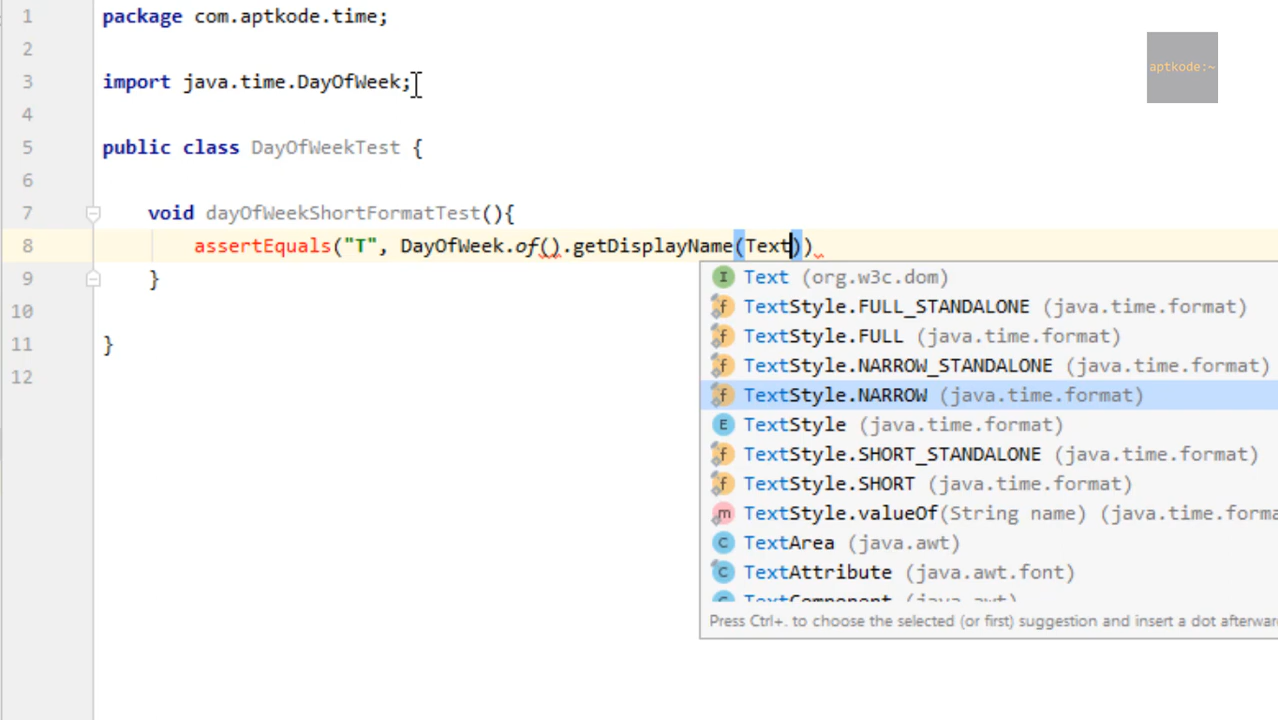 1 package com.aptkode.time;
aptkode:~
2
3 import java.time.DayOfWeek;
4
5 public class DayOfWeekTest {
6
7 void dayOfWeekShortFormatTest(){
8 assertEquals("T", DayOfWeek.of().getDisplayName(Text))
I Text (org.w3c.dom)
9 }
f TextStyle.FULL_STANDALONE (java.time.format)
10
f TextStyle.FULL (java.time.format)
11 }
f TextStyle.NARROW_STANDALONE (java.time.format)
12
f TextStyle.NARROW (java.time.format)
E TextStyle (java.time.format)
f TextStyle.SHORT_STANDALONE (java.time.format)
f TextStyle.SHORT (java.time.format)
m TextStyle.valueOf(String name) (java.time.forma
C TextArea (java.awt)
C TextAttribute (java.awt.font)
C TextComponent (java.awt)
Press Ctrl+. to choose the selected (or first) suggestion and insert a dot afterwar